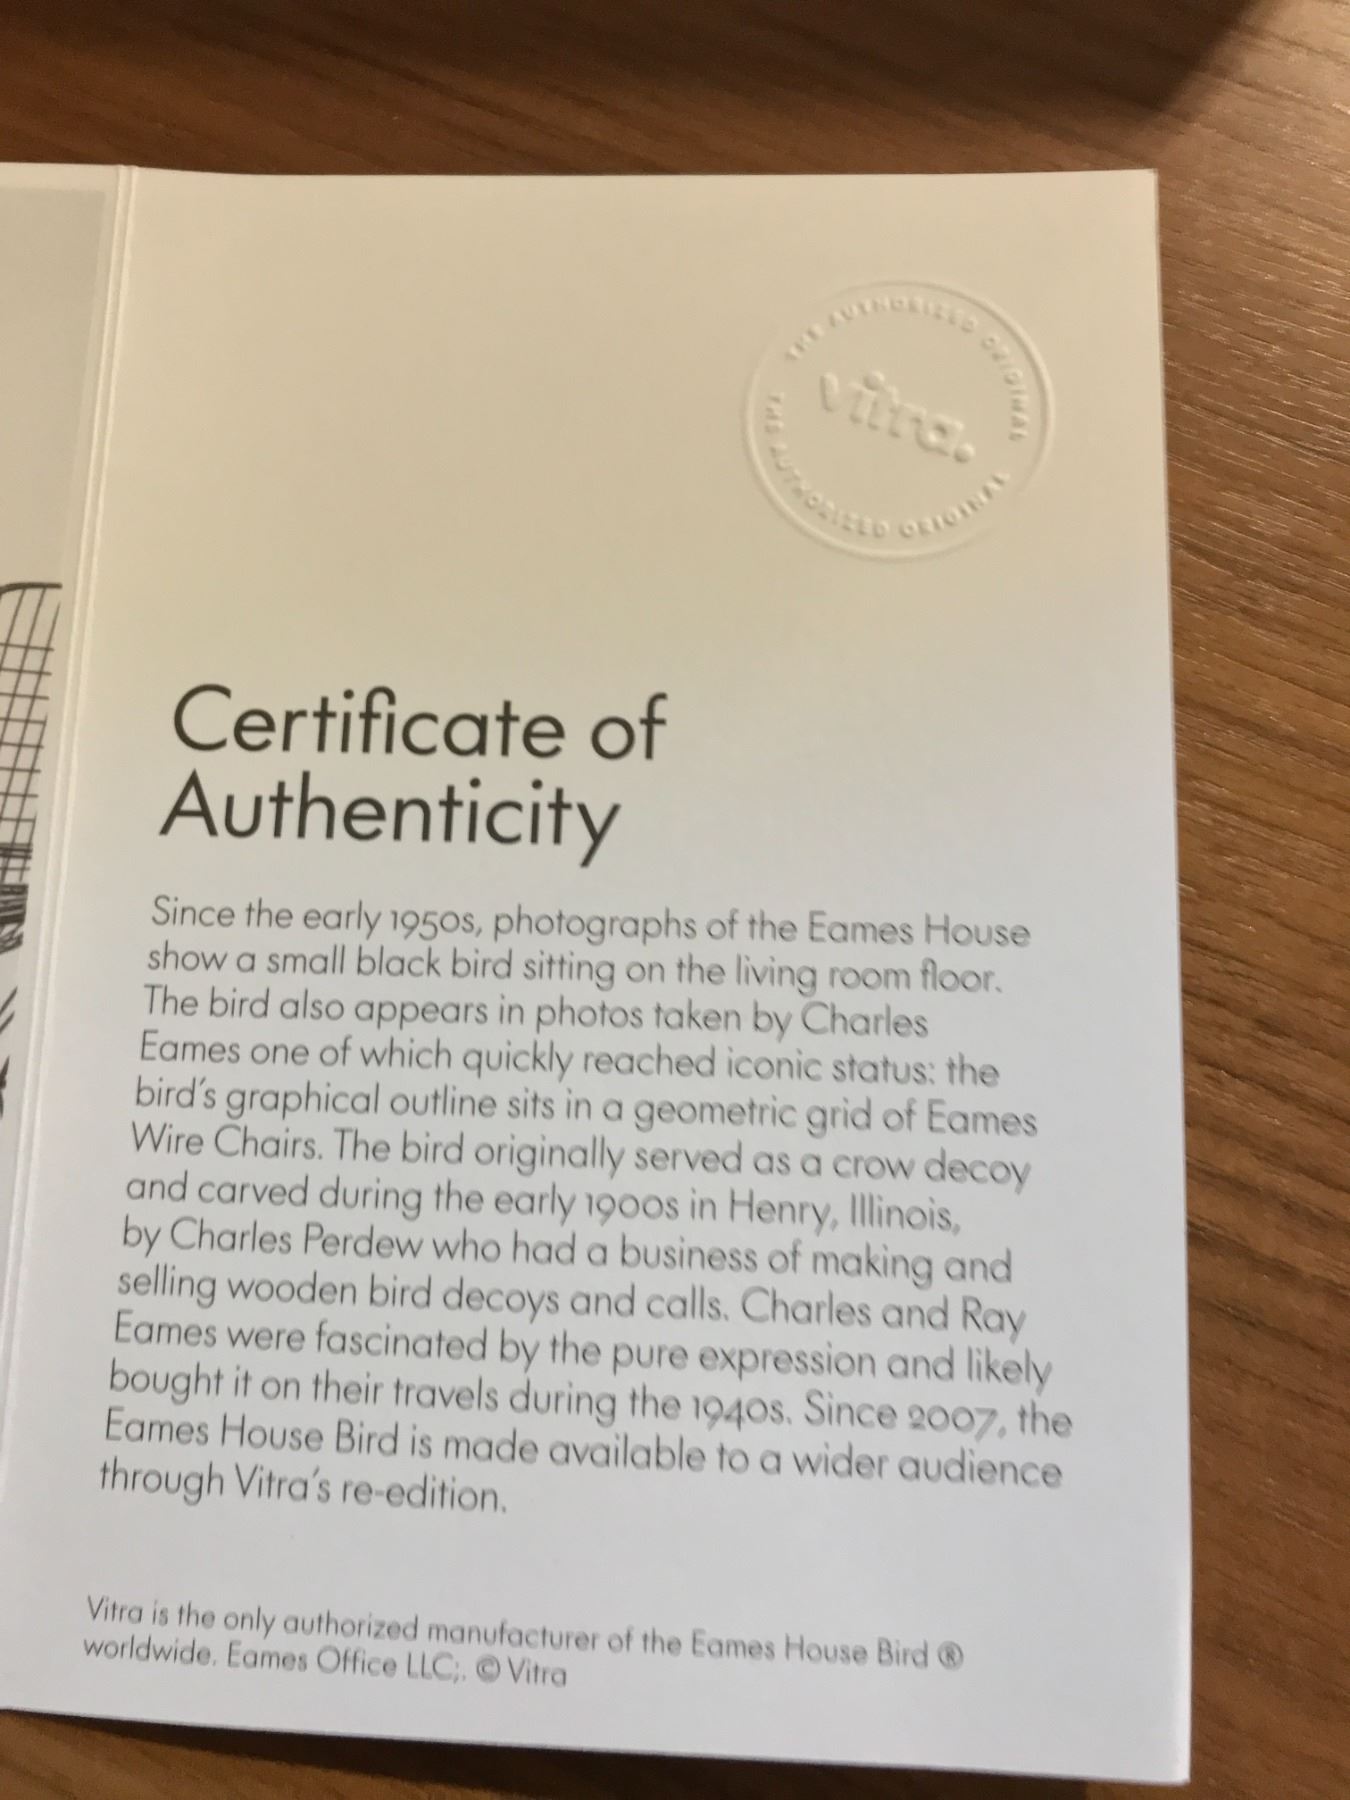 THE AUTHORIZED ORIGINAL
vitra.
THE AUTHORIZED ORIGINAL
Certificate of
Authenticity
Since the early 1950s, photographs of the Eames House
show a small black bird sitting on the living room floor.
The bird also appears in photos taken by Charles
Eames one of which quickly reached iconic status: the
bird's graphical outline sits in a geometric grid of Eames
Wire Chairs. The bird originally served as a crow decoy
and carved during the early 1900s in Henry, Illinois,
by Charles Perdew who had a business of making and
selling wooden bird decoys and calls. Charles and Ray
Eames were fascinated by the pure expression and likely
bought it on their travels during the 1940s. Since 2007, the
Eames House Bird is made available to a wider audience
through Vitra's re-edition.
Vitra is the only authorized manufacturer of the Eames House Bird ®
worldwide. Eames Office LLC;. © Vitra